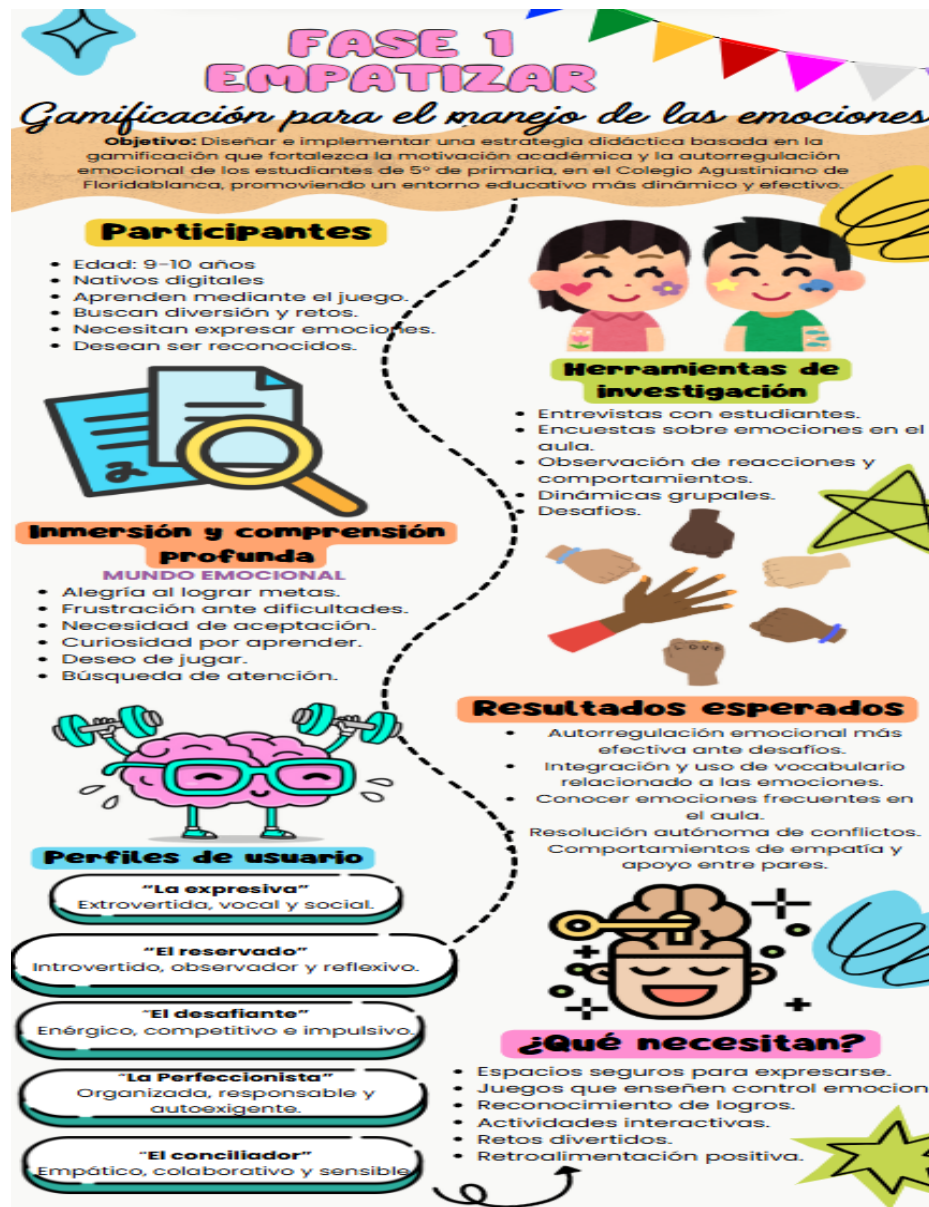 FASE 1
EMPATIZAR
Gamificación para el manejo de las emociones
Objetivo: Diseñar e implementar una estrategia didáctica basada en la
gamificación que fortalezca la motivación académica y la autorregulación
emocional de los estudiantes de 5° de primaria, en el Colegio Agustiniano de
Floridablanca, promoviendo un entorno educativo más dinámico y efectivo.
Participantes
• Edad: 9-10 años
• Nativos digitales
• Aprenden mediante el juego.
• Buscan diversión y retos.
• Necesitan expresar emociones.
• Desean ser reconocidos.
Herramientas de
investigación
• Entrevistas con estudiantes.
• Encuestas sobre emociones en el
aula.
• Observación de reacciones y
comportamientos.
• Dinámicas grupales.
• Desafios.
Inmersión y comprensión
profunda
MUNDO EMOCIONAL
• Alegría al lograr metas.
• Frustración ante dificultades.
• Necesidad de aceptación.
• Curiosidad por aprender.
• Deseo de jugar.
• Búsqueda de atención.
LOVE
Resultados esperados
• Autorregulación emocional más
efectiva ante desafíos.
• Integración y uso de vocabulario
relacionado a las emociones.
• Conocer emociones frecuentes en
el aula.
• Resolución autónoma de conflictos.
• Comportamientos de empatía y
apoyo entre pares.
Perfiles de usuario
"La expresiva"
Extrovertida, vocal y social.
"El reservado"
Introvertido, observador y reflexivo.
"El desafiante"
Enérgico, competitivo e impulsivo.
"La Perfeccionista"
Organizada, responsable y
autoexigente.
"El conciliador"
Empático, colaborativo y sensible
¿Qué necesitan?
• Espacios seguros para expresarse.
• Juegos que enseñen control emocion
• Reconocimiento de logros.
• Actividades interactivas.
• Retos divertidos.
• Retroalimentación positiva.